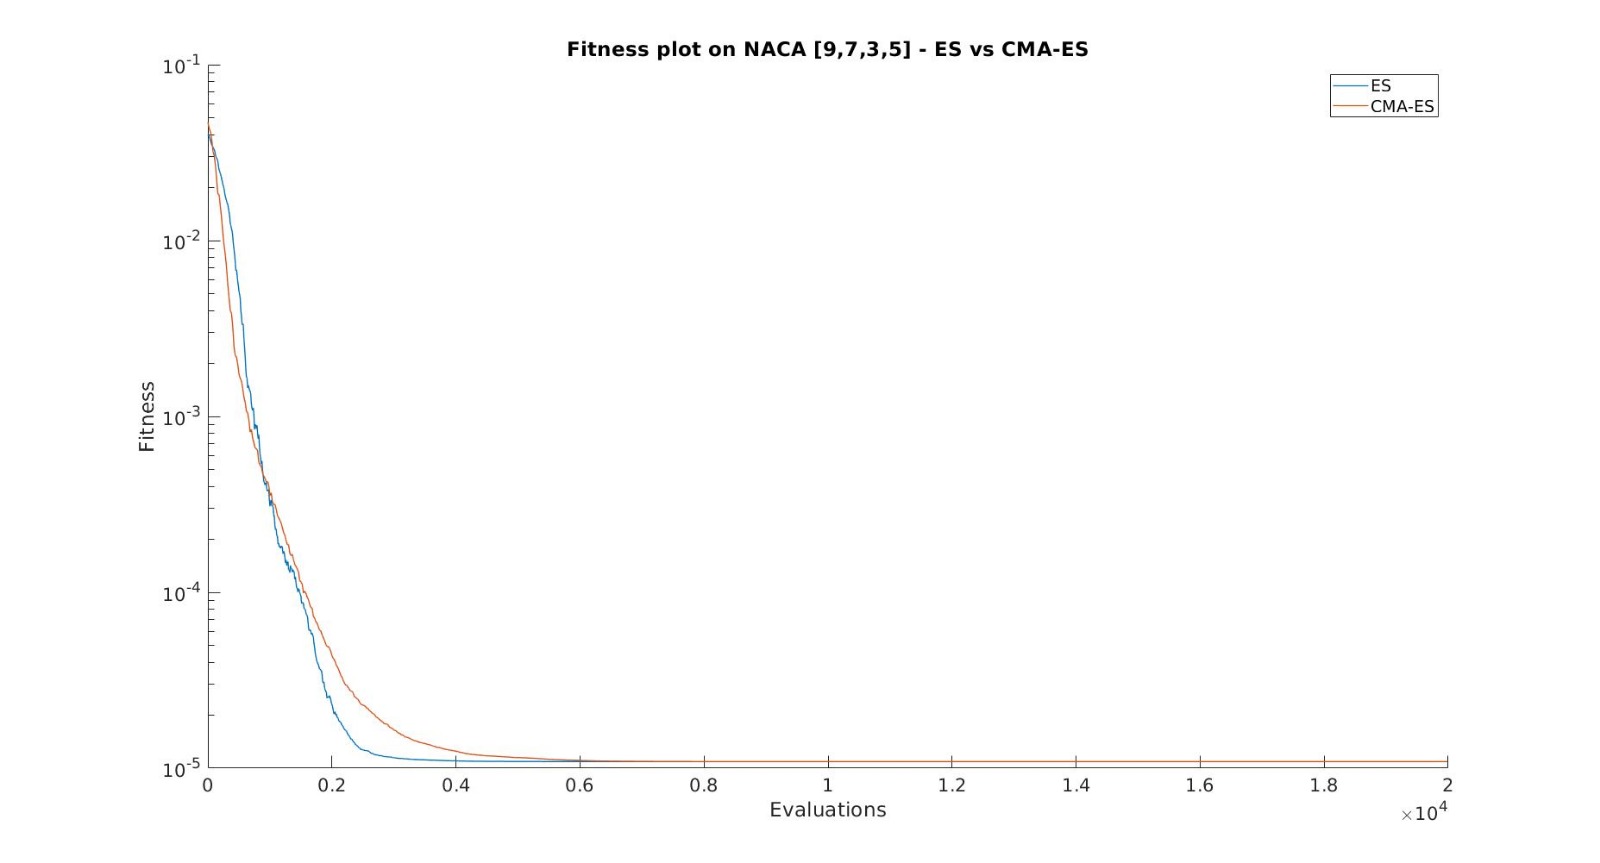 Fitness plot on NACA [9,7,3,5] - ES vs CMA-ES
ES
CMA-ES
10^-1
10^-2
10^-3
10^-4
10^-5
Fitness
0 0.2 0.4 0.6 0.8 1 1.2 1.4 1.6 1.8 2
Evaluations
×10^4